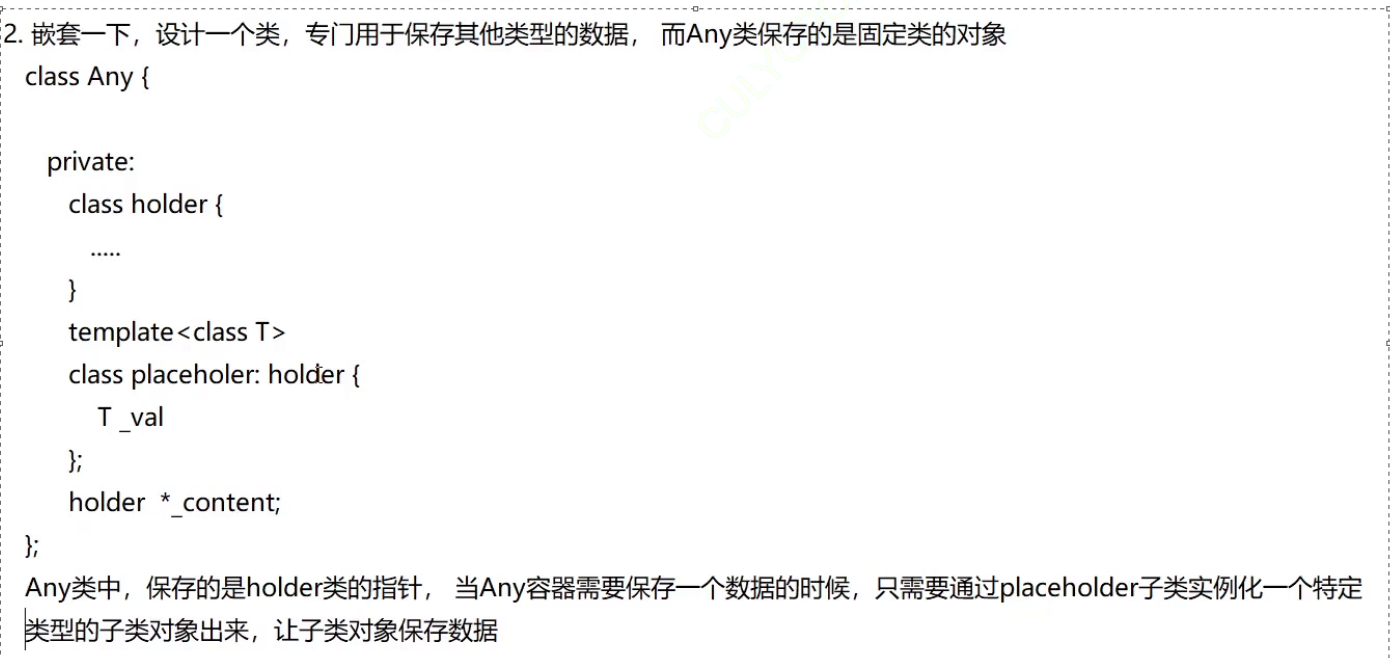 2. 嵌套一下，设计一个类，专门用于保存其他类型的数据， 而Any类保存的是固定类的对象
class Any {
private:
class holder {
.....
}
template<class T>
class placeholer: holder {
T _val
};
holder *_content;
};
Any类中，保存的是holder类的指针， 当Any容器需要保存一个数据的时候，只需要通过placeholder子类实例化一个特定
类型的子类对象出来，让子类对象保存数据